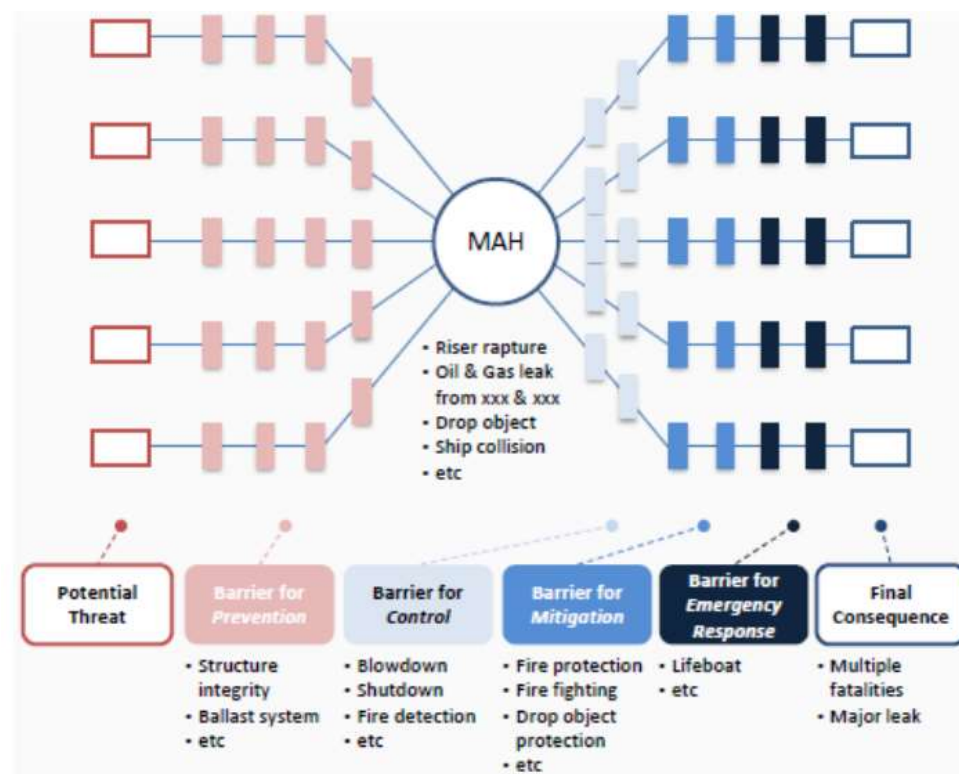 MAH
• Riser rapture
• Oil & Gas leak
from xxx & xxx
• Drop object
• Ship collision
• etc
Potential
Threat
Barrier for
Prevention
Barrier for
Control
Barrier for
Mitigation
Barrier for
Emergency
Response
Final
Consequence
• Structure
integrity
• Ballast system
• etc
• Blowdown
• Shutdown
• Fire detection
• etc
• Fire protection
• Fire fighting
• Drop object
protection
• etc
• Lifeboat
• etc
• Multiple
fatalities
• Major leak